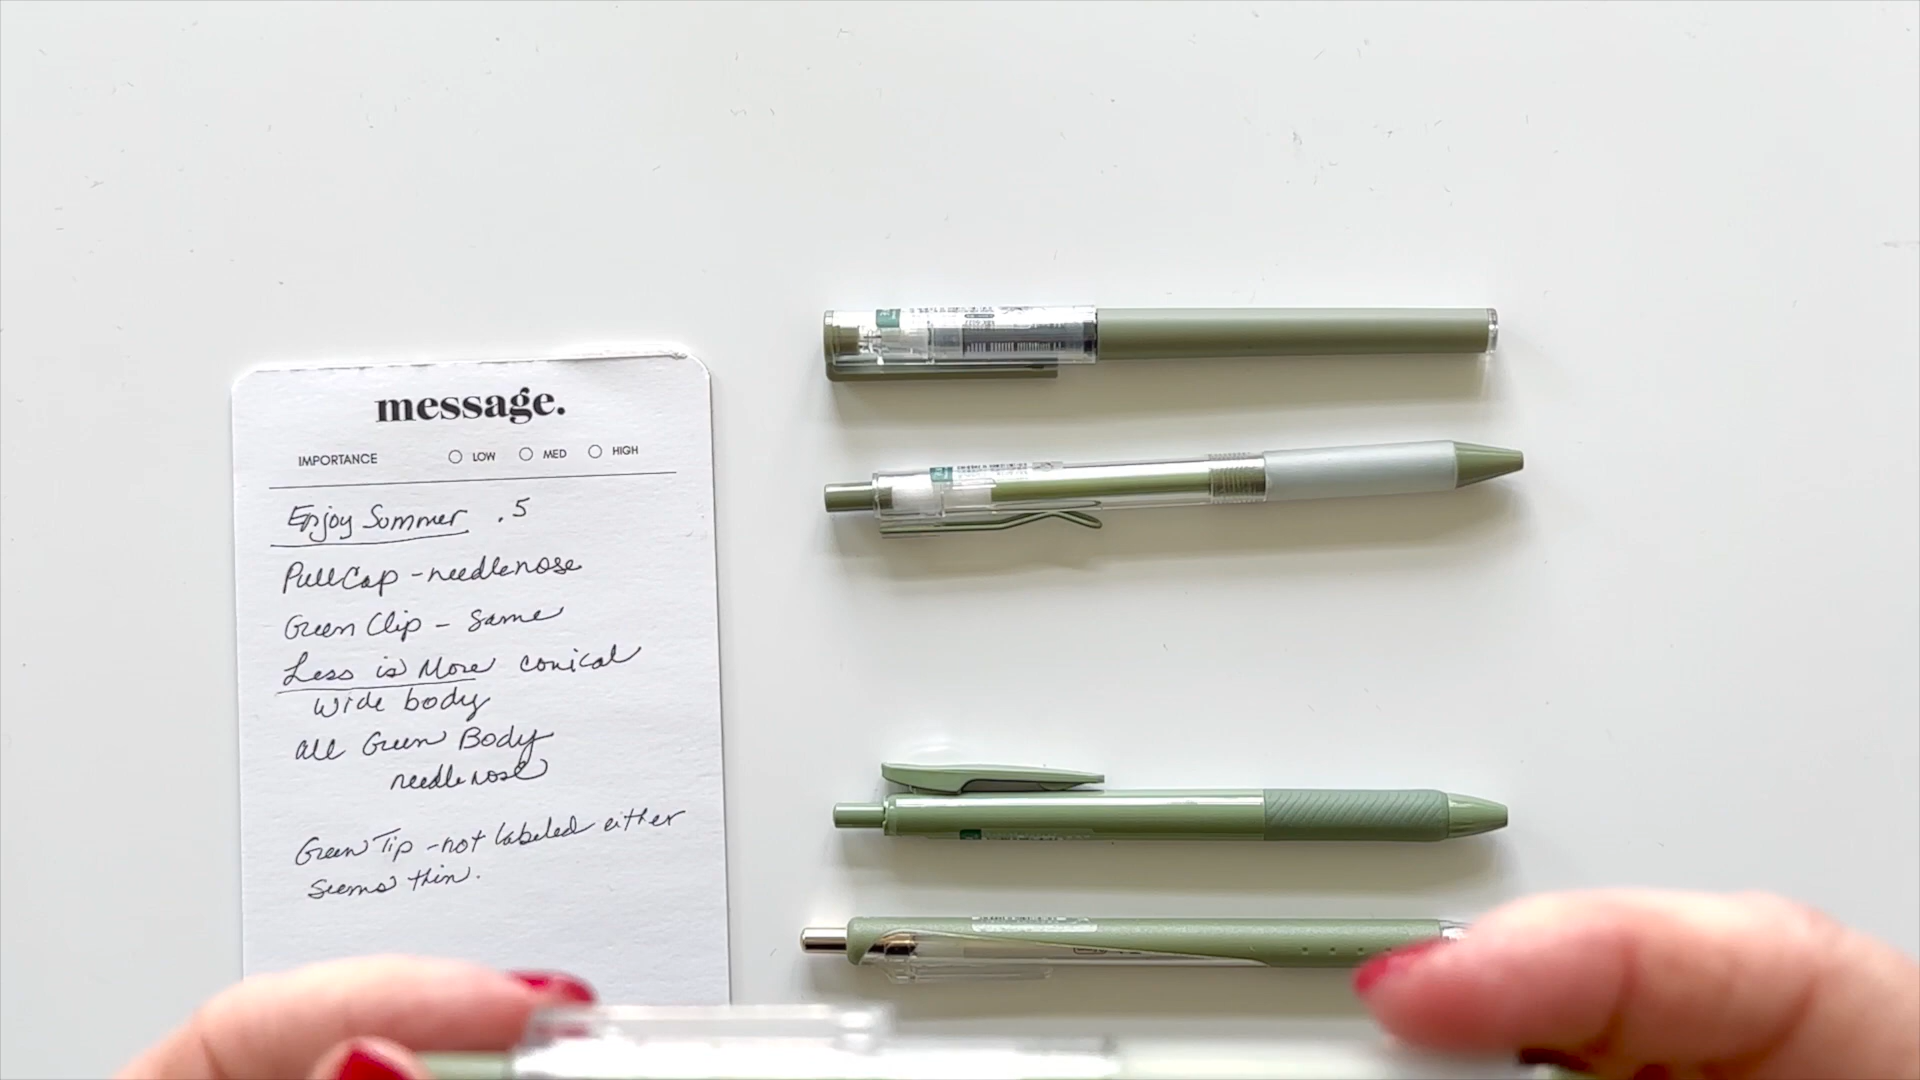 message.
IMPORTANCE LOW MED HIGH
Enjoy Summer .5
PullCap - needlenose
Green Clip - Same
Less is More conical
wide body
all Green Body
needlenose
Green Tip - not labeled either
Seems thin.